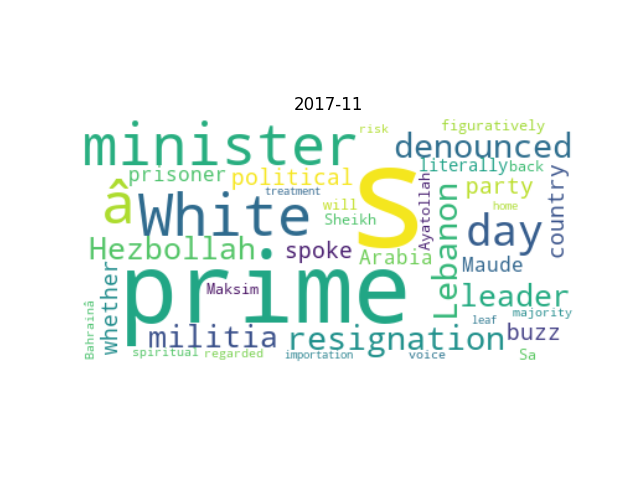 2017-11
minister
risk
figuratively
denounced
prisoner
political
literally
back
treatment
â
White
will
Sheikh
S
Ayatollah
party
home
country
day
Hezbollah
spoke
Arabia
Lebanon
Maude
prime
Maksim
whether
leader
majority
leaf
militia
resignation
buzz
Bahrainâ
spiritual
regarded
importation
voice
Sa